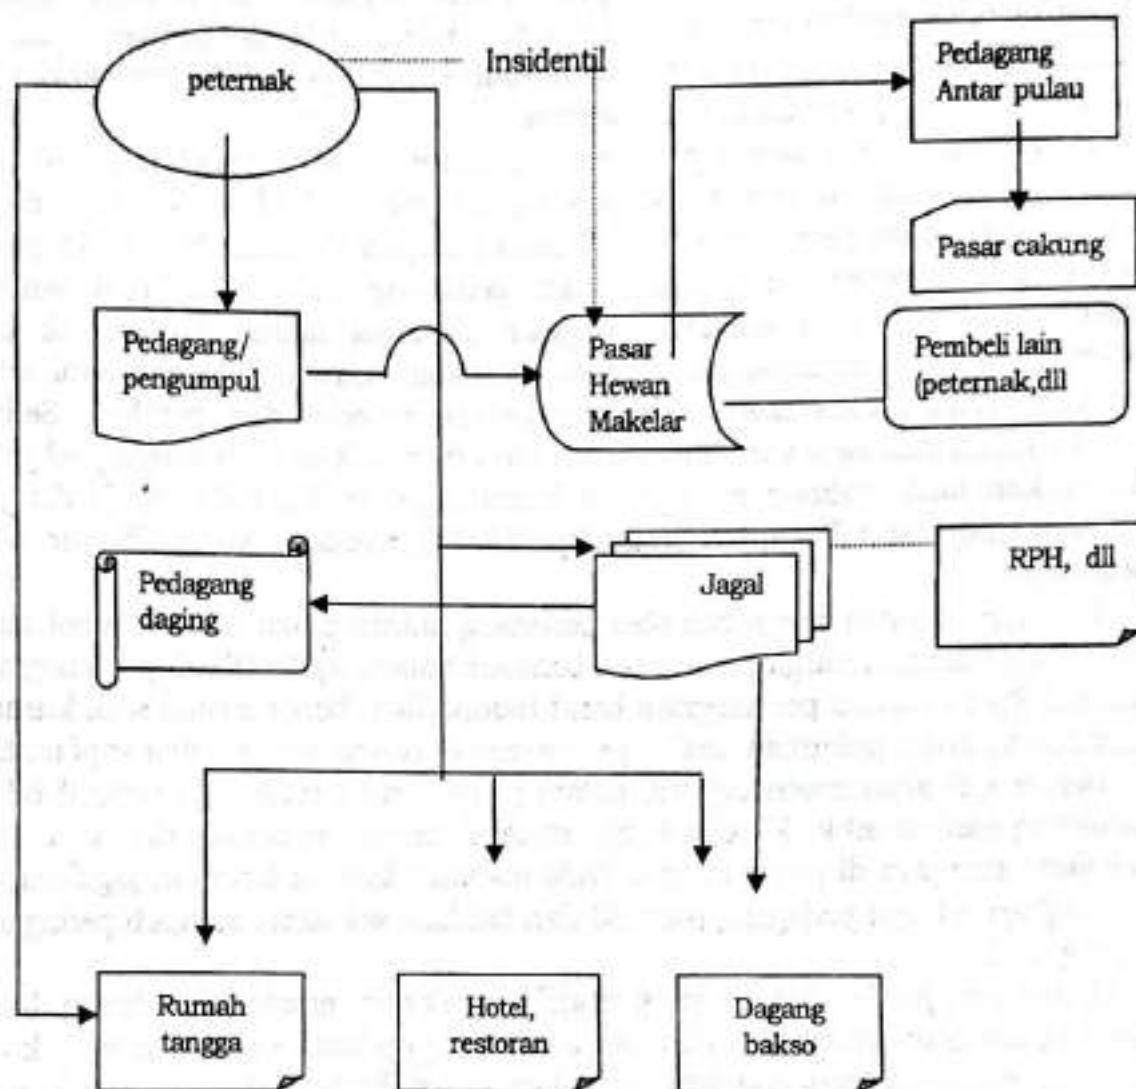 peternak
Insidentil
Pedagang
Antar pulau
Pasar cakung
Pedagang/
pengumpul
Pasar
Hewan
Makelar
Pembeli lain
(peternak,dll
Pedagang
daging
Jagal
RPH, dll
Rumah
tangga
Hotel,
restoran
Dagang
bakso